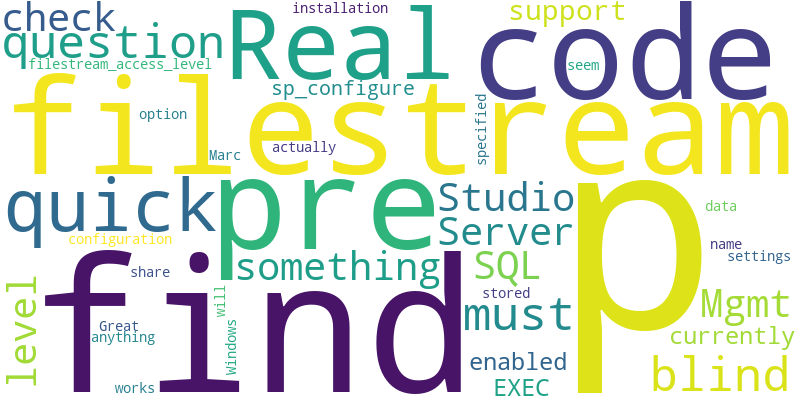 check
installation
Real
support
code
question
filestream_access_level
seem
sp_configure
filestream
option
specified
actually
Marc
quick
pre
p
Studio
Server
data
configuration
name
settings
share
something
SQL
find
level
will
stored
Mgmt
must
Great
anything
Windows
currently
enabled
blind
works
EXEC